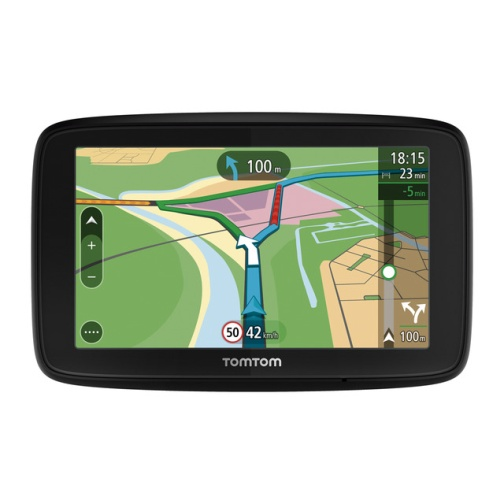 100 m
18:15
23 min
-5 min
+
−
50
42 km/h
100 m
TOMTOM